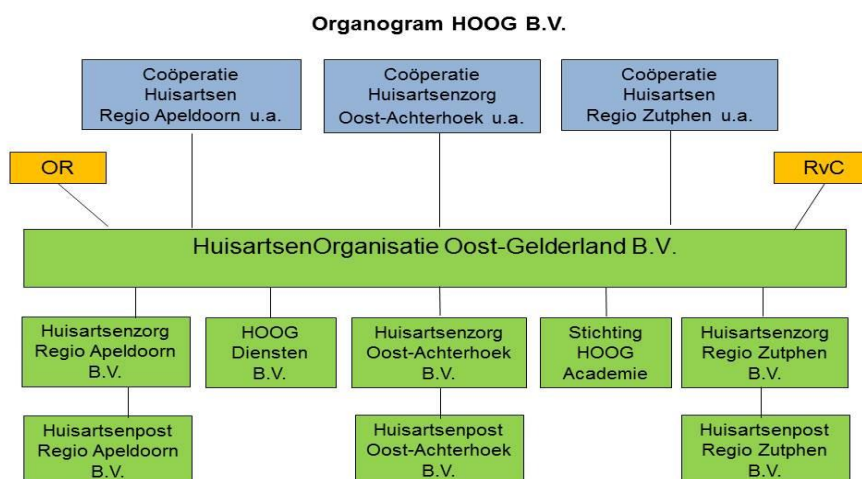 Organogram HOOG B.V.
Coöperatie
Huisartsen
Regio Apeldoorn u.a.
Coöperatie
Huisartsenzorg
Oost-Achterhoek u.a.
Coöperatie
Huisartsen
Regio Zutphen u.a.
OR
RvC
HuisartsenOrganisatie Oost-Gelderland B.V.
Huisartsenzorg
Regio Apeldoorn
B.V.
HOOG
Diensten
B.V.
Huisartsenzorg
Oost-Achterhoek
B.V.
Stichting
HOOG
Academie
Huisartsenzorg
Regio Zutphen
B.V.
Huisartsenpost
Regio Apeldoorn
B.V.
Huisartsenpost
Oost-Achterhoek
B.V.
Huisartsenpost
Regio Zutphen
B.V.